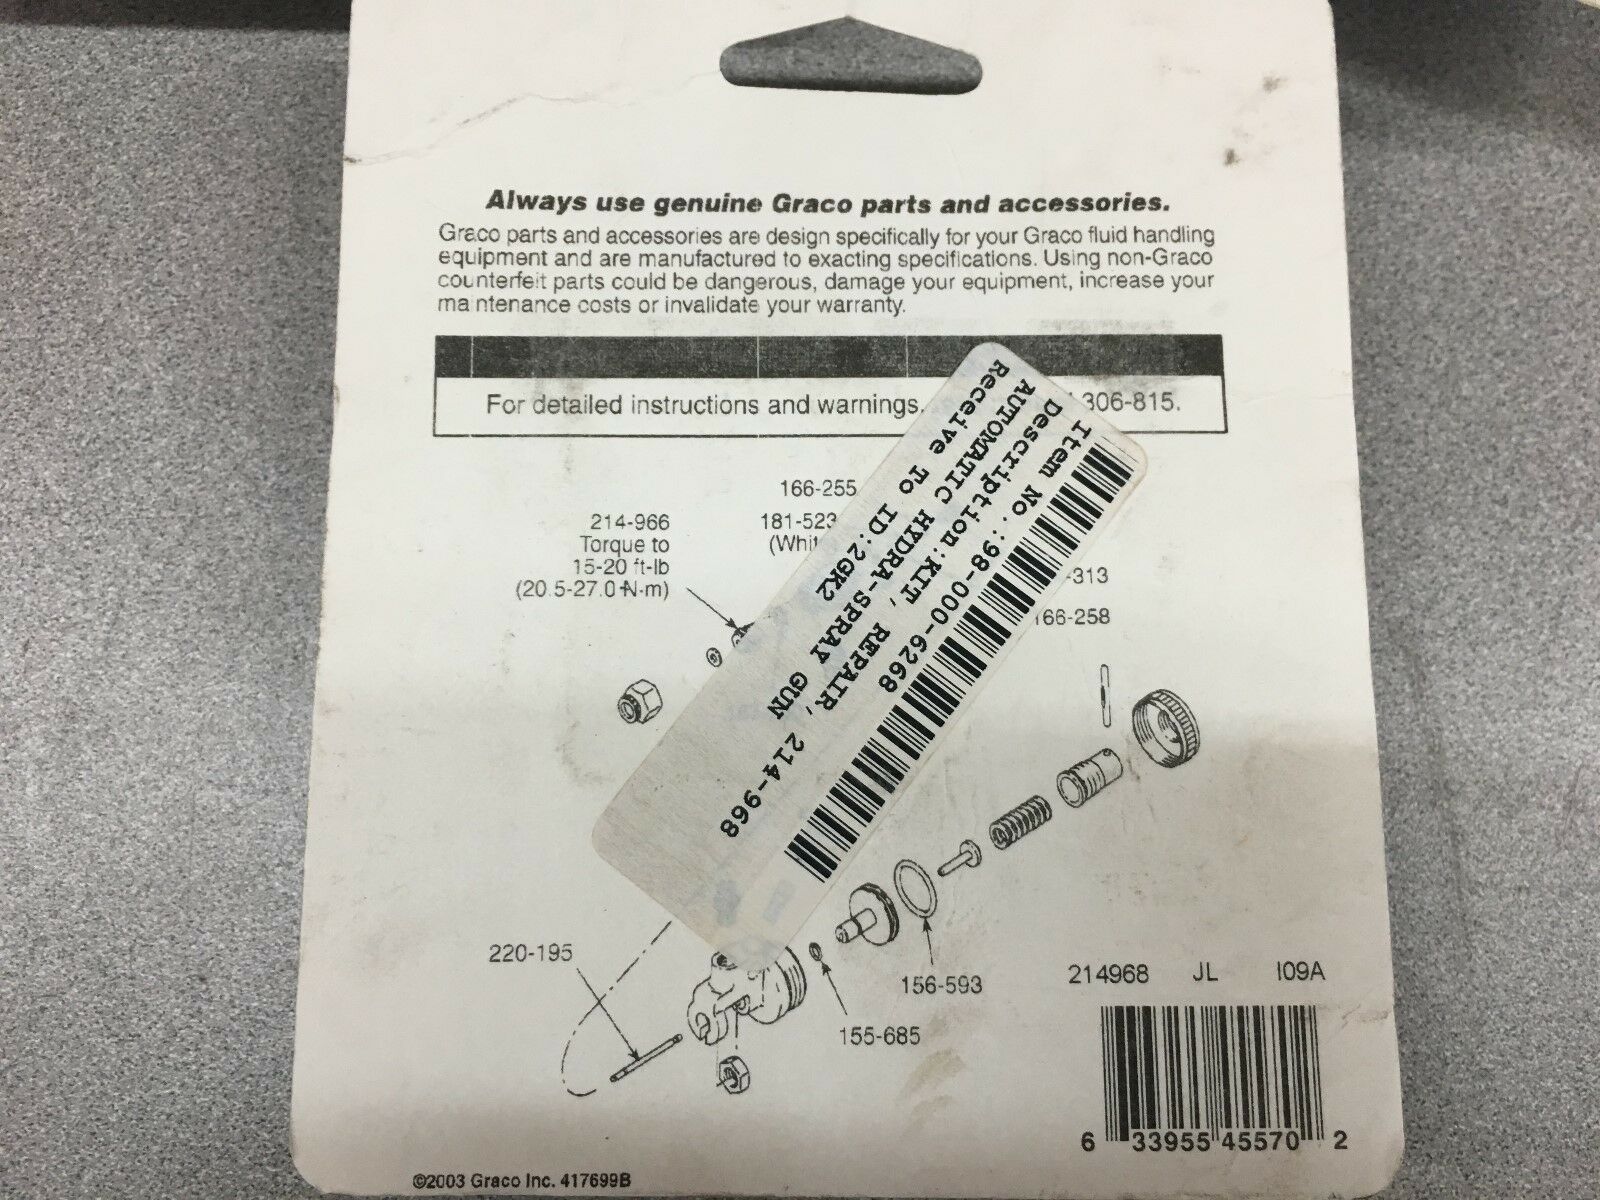 Always use genuine Graco parts and accessories.
Graco parts and accessories are design specifically for your Graco fluid handling
equipment and are manufactured to exacting specifications. Using non-Graco
counterfeit parts could be dangerous, damage your equipment, increase your
maintenance costs or invalidate your warranty.
For detailed instructions and warnings, 306-815.
166-255
214-966
Torque to
15-20 ft-lb
(20.5-27.0 N-m)
181-523
-313
166-258
Item No.:98-000-6268
Description:KIT, REPAIR, 214-968
AUTOMATIC HYDRA-SPRAY GUN
Receive To ID:2GK2
220-195
156-593
155-685
214968 JL I09A
6 33955 45570 2
©2003 Graco Inc. 417699B